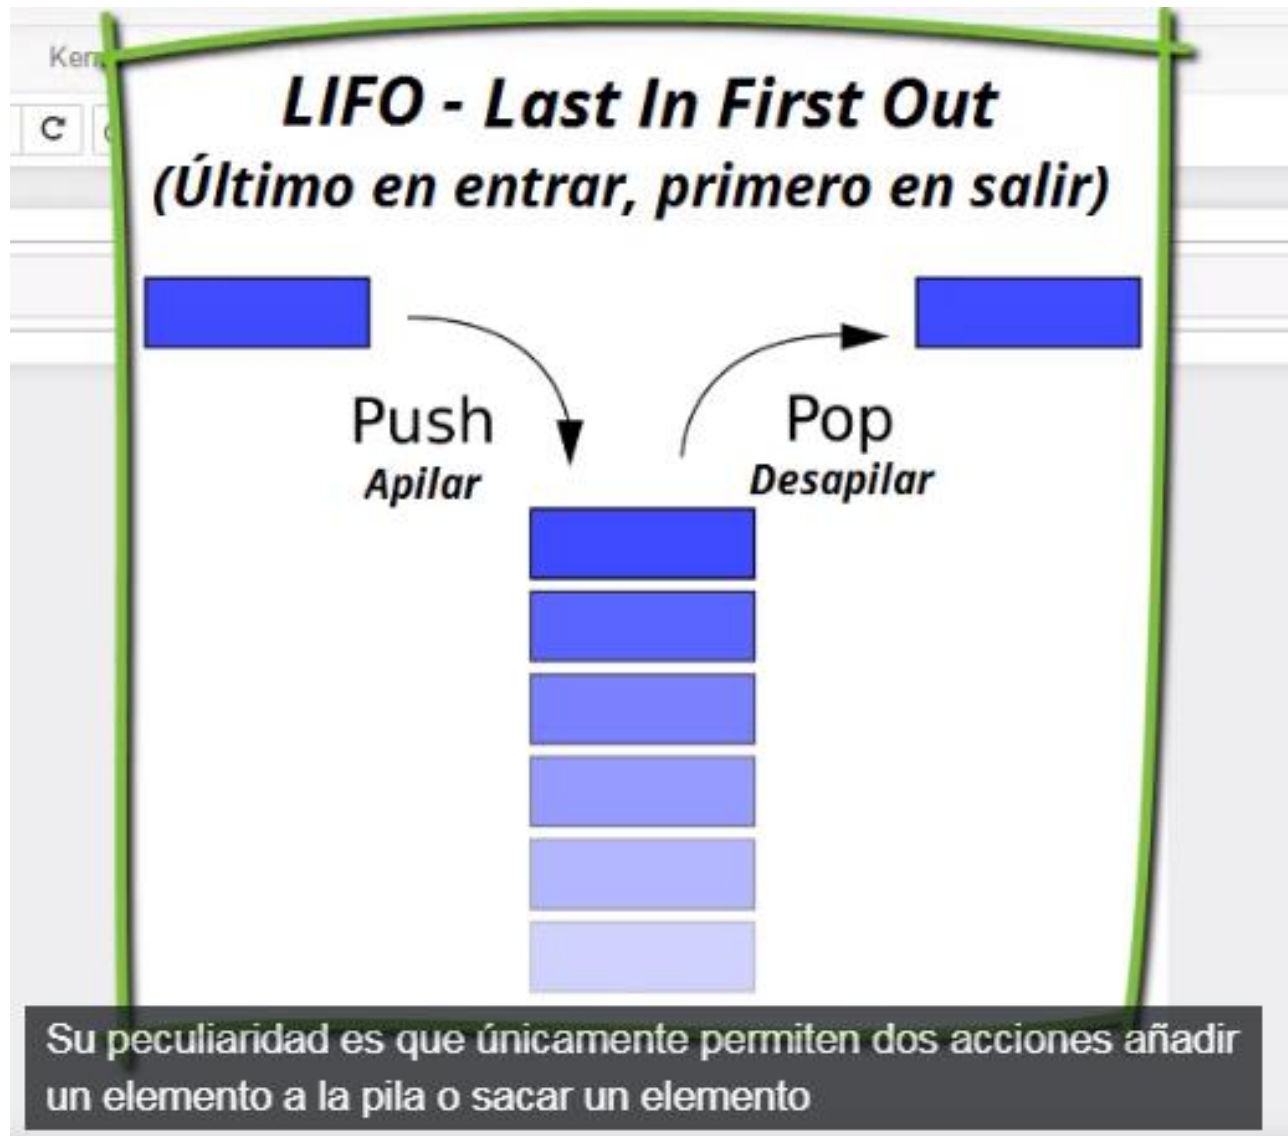 LIFO - Last In First Out
(Último en entrar, primero en salir)
Push
Apilar
Pop
Desapilar
Su peculiaridad es que únicamente permiten dos acciones añadir
un elemento a la pila o sacar un elemento